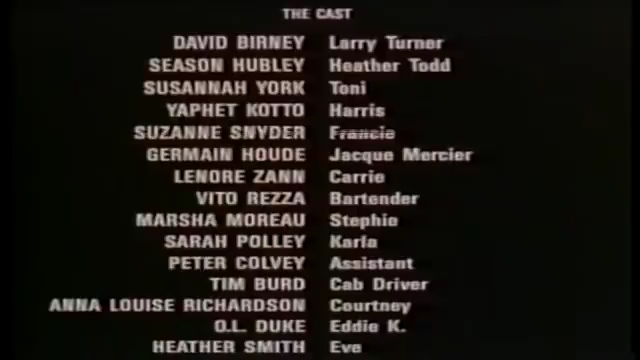 THE CAST
DAVID BIRNEY Larry Turner
SEASON HUBLEY Heather Todd
SUSANNAH YORK Toni
YAPHET KOTTO Harris
SUZANNE SNYDER Francie
GERMAIN HOUDE Jacque Mercier
LENORE ZANN Carrie
VITO REZZA Bartender
MARSHA MOREAU Stephie
SARAH POLLEY Karla
PETER COLVEY Assistant
TIM BURD Cab Driver
ANNA LOUISE RICHARDSON Courtney
O.L. DUKE Eddie K.
HEATHER SMITH Eve